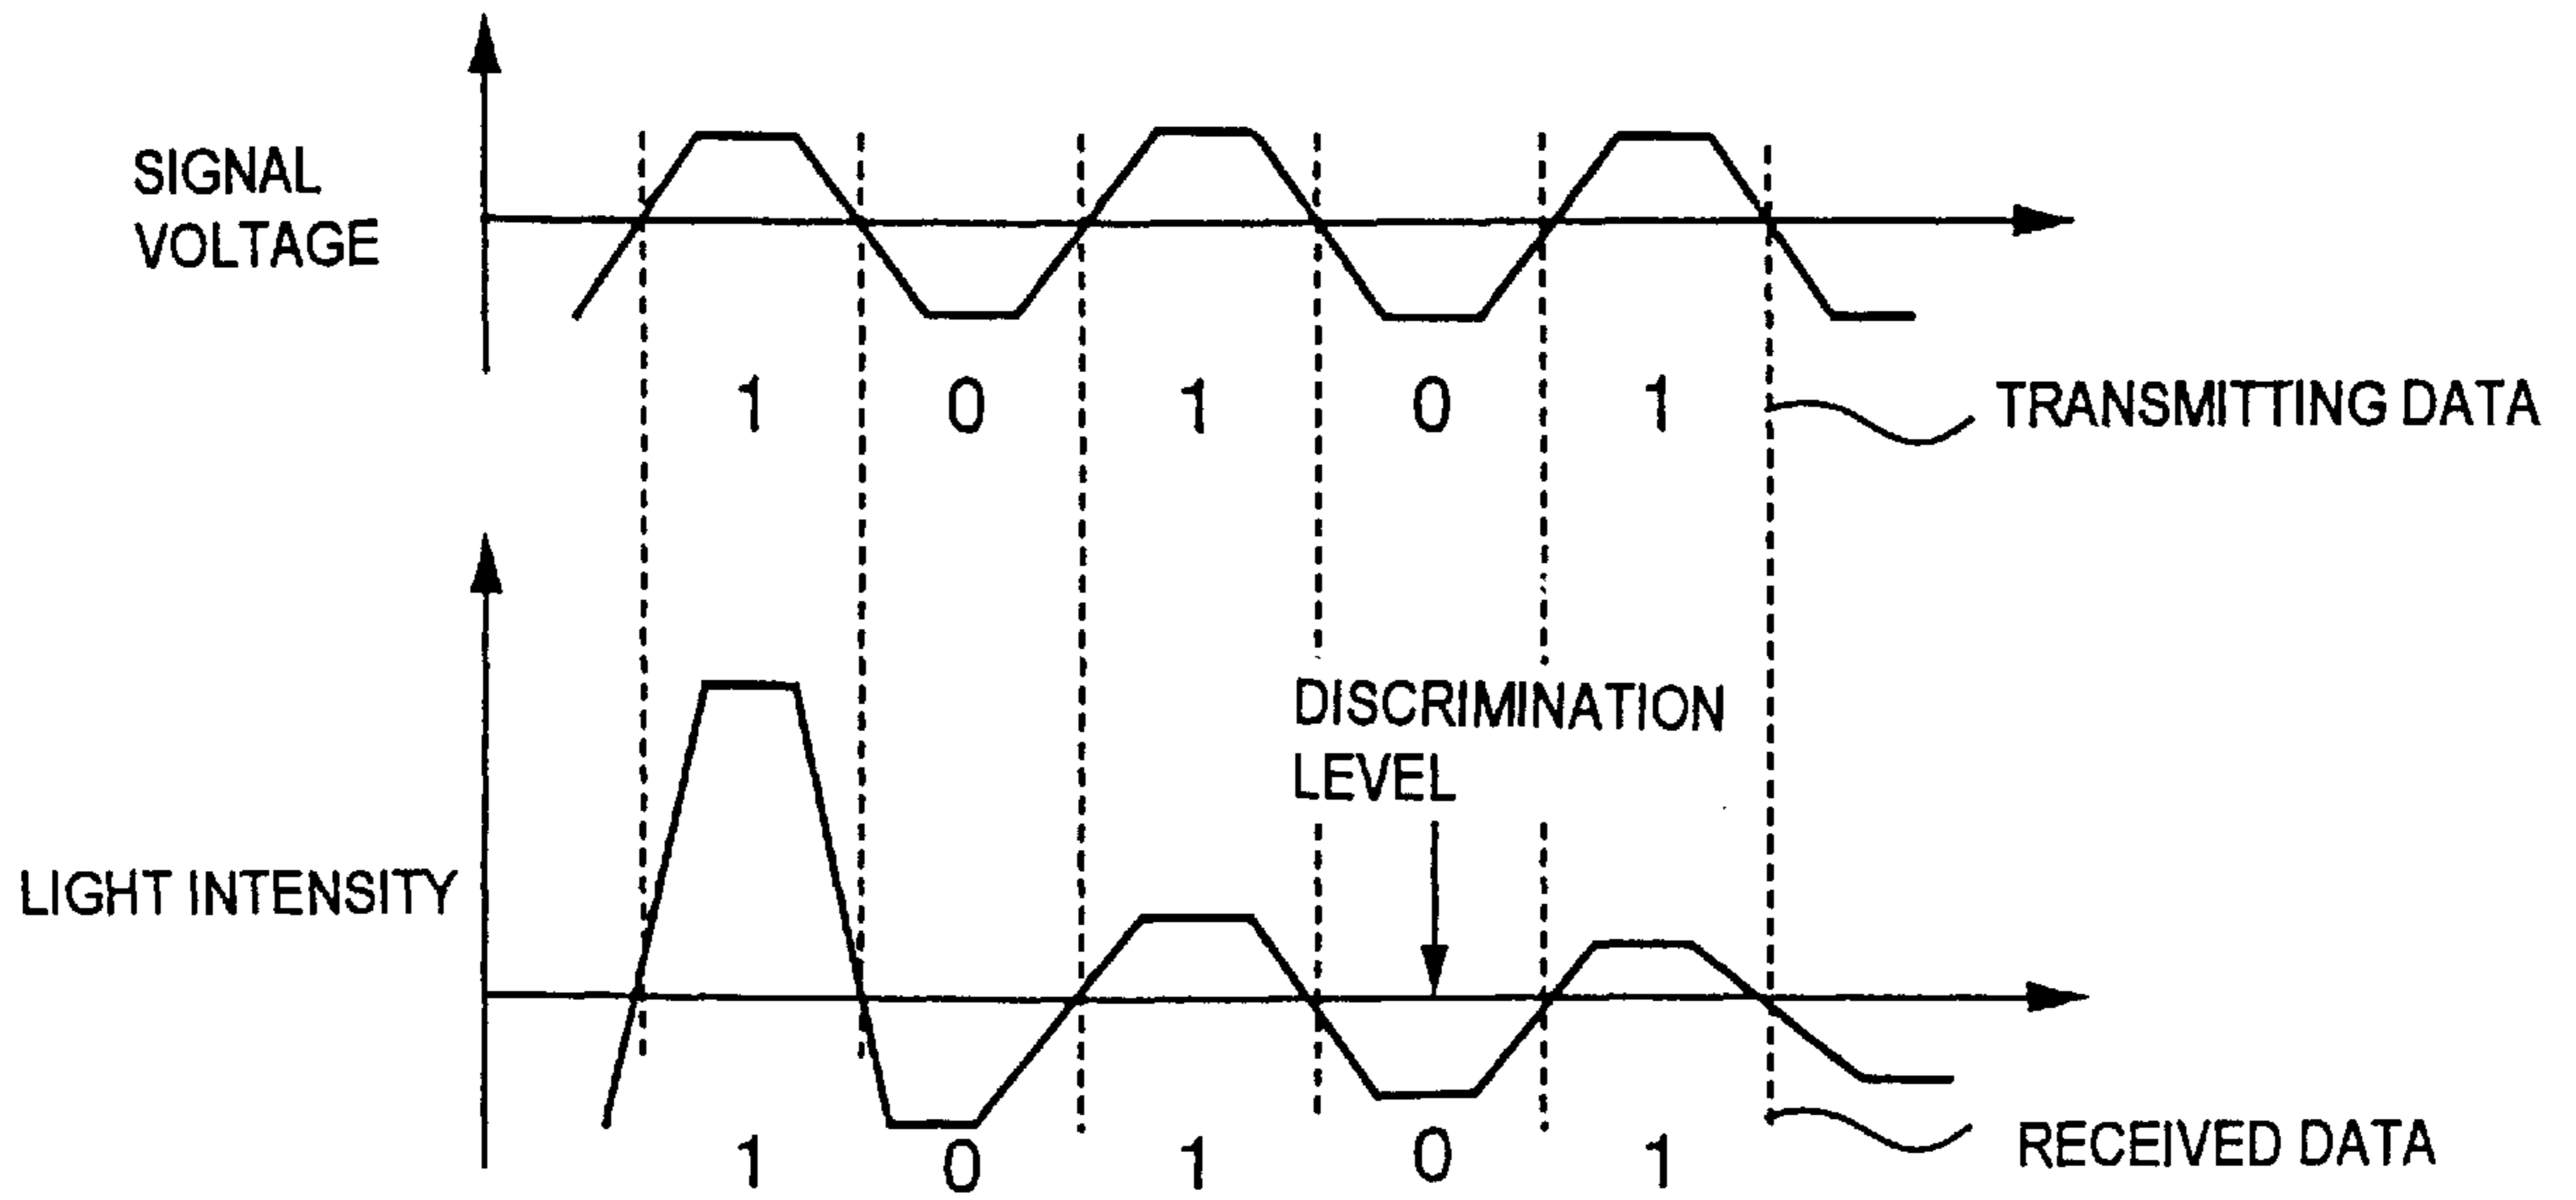 SIGNAL
VOLTAGE
1 0 1 0 1
TRANSMITTING DATA
DISCRIMINATION
LEVEL
LIGHT INTENSITY
1 0 1 0 1
RECEIVED DATA